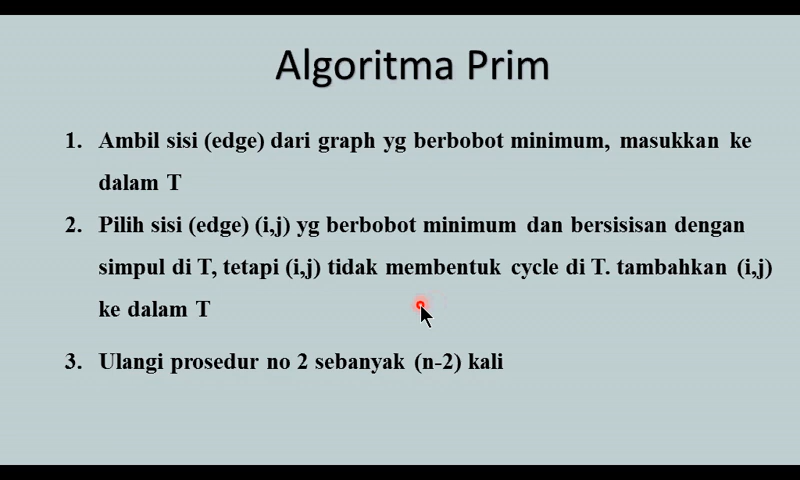 Algoritma Prim
1. Ambil sisi (edge) dari graph yg berbobot minimum, masukkan ke
dalam T
2. Pilih sisi (edge) (i,j) yg berbobot minimum dan bersisisan dengan
simpul di T, tetapi (i,j) tidak membentuk cycle di T. tambahkan (i,j)
ke dalam T
3. Ulangi prosedur no 2 sebanyak (n-2) kali